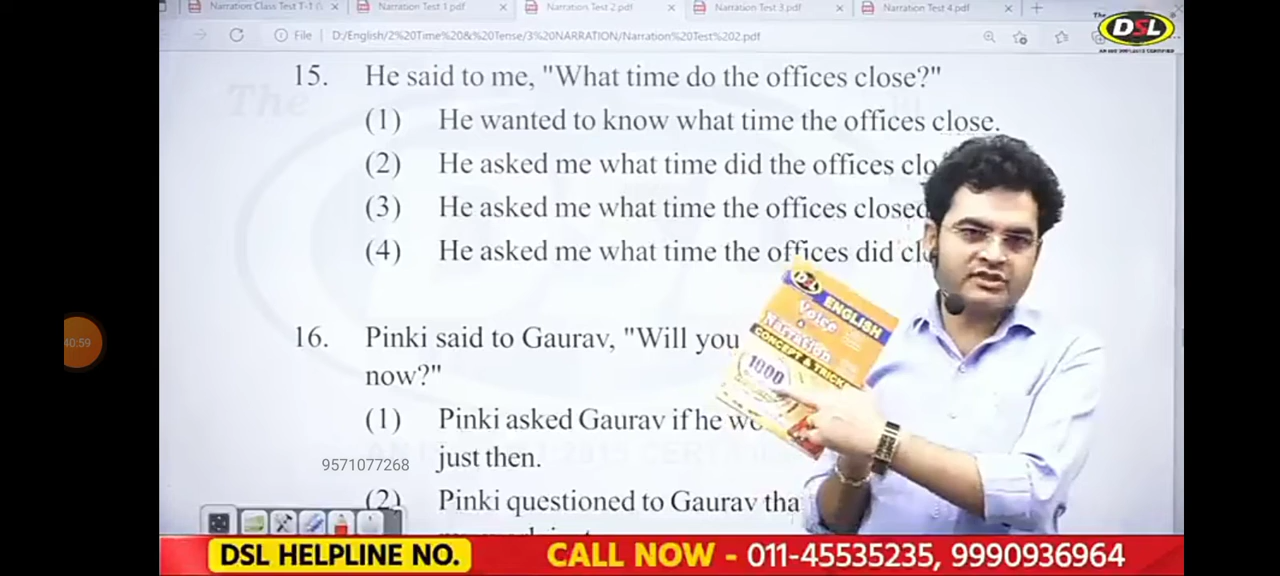 Narration Class Test T-1 (
Narration Test 1.pdf
Narration Test 2.pdf
Narration Test 3.pdf
Narration Test 4.pdf
The
DSL
File
D:/English/2%20Time%20&%20Tense/3%20NARRATION/Narration%20Test%202.pdf
15. He said to me, "What time do the offices close?"
(1) He wanted to know what time the offices close.
(2) He asked me what time did the offices clo
(3) He asked me what time the offices closed
(4) He asked me what time the offices did cl
40:59
DSL
ENGLISH
Voice
&
Narration
CONCEPT & TRICK
1000
16. Pinki said to Gaurav, "Will you
now?"
(1) Pinki asked Gaurav if he wo
just then.
9571077268
(2) Pinki questioned to Gaurav tha
DSL HELPLINE NO. CALL NOW - 011-45535235, 9990936964